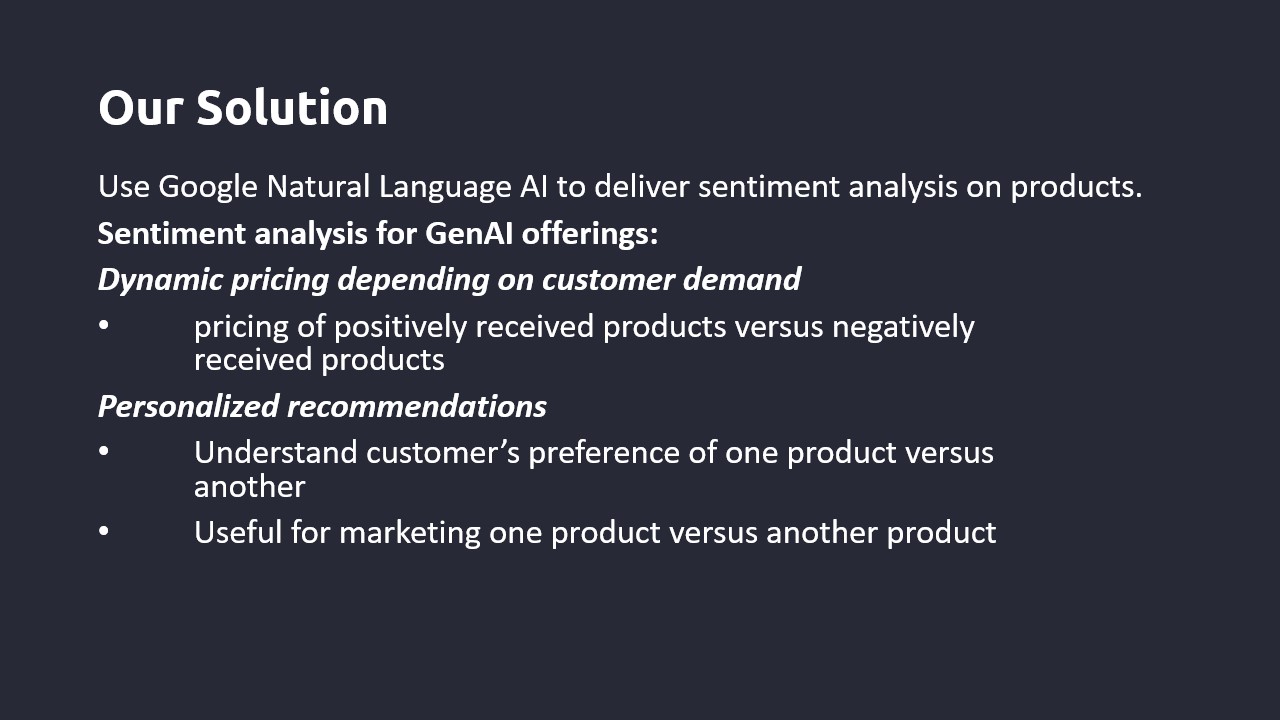 Our Solution
Use Google Natural Language AI to deliver sentiment analysis on products.
Sentiment analysis for GenAI offerings:
Dynamic pricing depending on customer demand
• pricing of positively received products versus negatively
received products
Personalized recommendations
• Understand customer’s preference of one product versus
another
• Useful for marketing one product versus another product